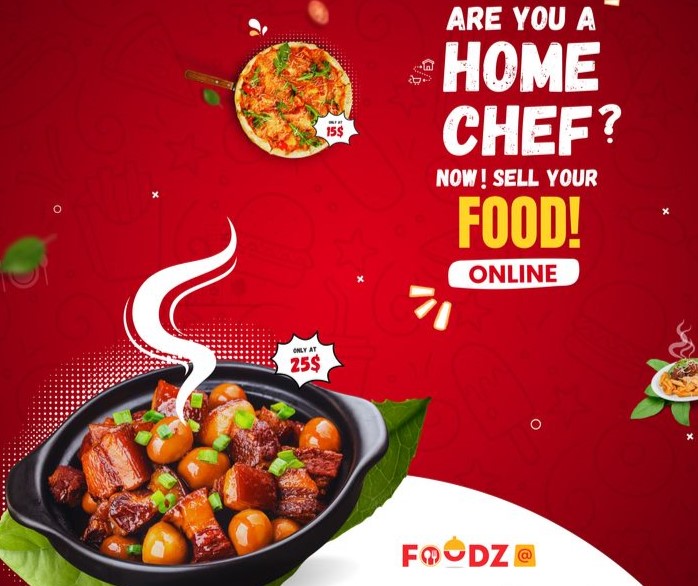 ARE YOU A
HOME
CHEF?
NOW! SELL YOUR
FOOD!
ONLINE
ONLY AT
15$
ONLY AT
25$
FOODZ @